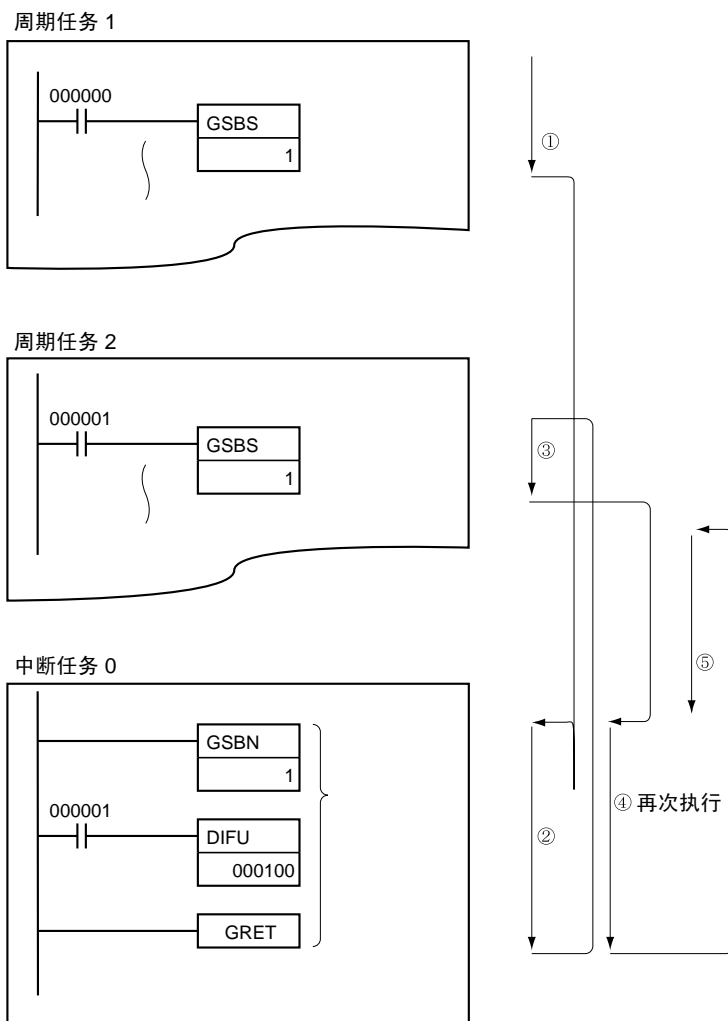 周期任务 1
000000
GSBS
1
①
周期任务 2
000001
GSBS
1
③
⑤
中断任务 0
GSBN
1
000001
DIFU
000100
GRET
②
④ 再次执行